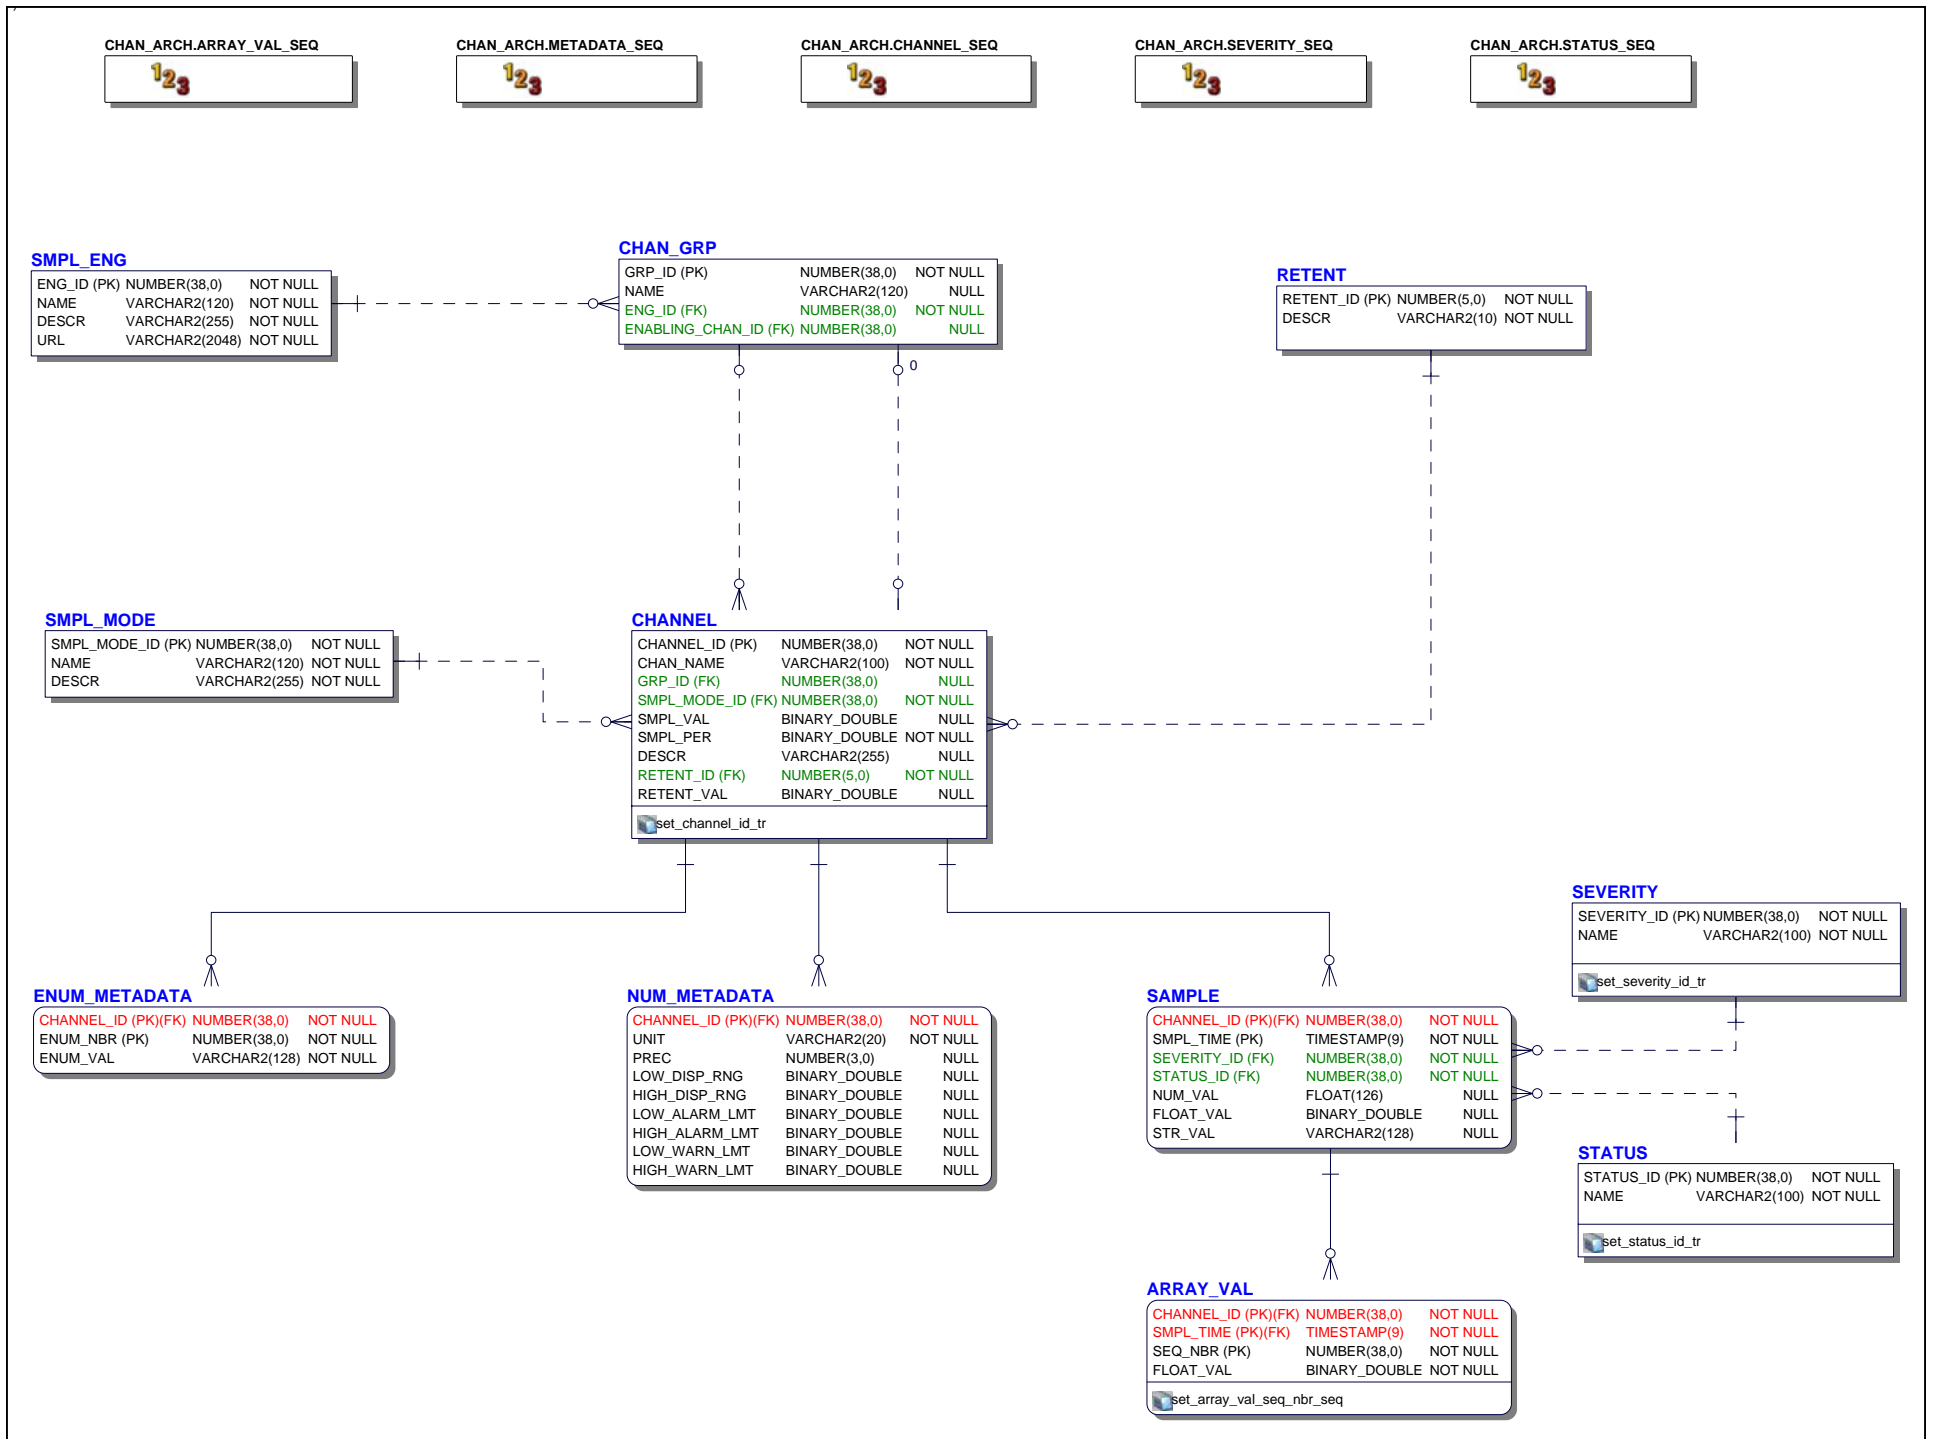 CHAN_ARCH.ARRAY_VAL_SEQ
123
CHAN_ARCH.METADATA_SEQ
123
CHAN_ARCH.CHANNEL_SEQ
123
CHAN_ARCH.SEVERITY_SEQ
123
CHAN_ARCH.STATUS_SEQ
123
SMPL_ENG
ENG_ID (PK) NUMBER(38,0) NOT NULL
NAME VARCHAR2(120) NOT NULL
DESCR VARCHAR2(255) NOT NULL
URL VARCHAR2(2048) NOT NULL
CHAN_GRP
GRP_ID (PK) NUMBER(38,0) NOT NULL
NAME VARCHAR2(120) NULL
ENG_ID (FK) NUMBER(38,0) NOT NULL
ENABLING_CHAN_ID (FK) NUMBER(38,0) NULL
0
RETENT
RETENT_ID (PK) NUMBER(5,0) NOT NULL
DESCR VARCHAR2(10) NOT NULL
SMPL_MODE
SMPL_MODE_ID (PK) NUMBER(38,0) NOT NULL
NAME VARCHAR2(120) NOT NULL
DESCR VARCHAR2(255) NOT NULL
CHANNEL
CHANNEL_ID (PK) NUMBER(38,0) NOT NULL
CHAN_NAME VARCHAR2(100) NOT NULL
GRP_ID (FK) NUMBER(38,0) NULL
SMPL_MODE_ID (FK) NUMBER(38,0) NOT NULL
SMPL_VAL BINARY_DOUBLE NULL
SMPL_PER BINARY_DOUBLE NOT NULL
DESCR VARCHAR2(255) NULL
RETENT_ID (FK) NUMBER(5,0) NOT NULL
RETENT_VAL BINARY_DOUBLE NULL
set_channel_id_tr
SEVERITY
SEVERITY_ID (PK) NUMBER(38,0) NOT NULL
NAME VARCHAR2(100) NOT NULL
set_severity_id_tr
ENUM_METADATA
CHANNEL_ID (PK)(FK) NUMBER(38,0) NOT NULL
ENUM_NBR (PK) NUMBER(38,0) NOT NULL
ENUM_VAL VARCHAR2(128) NOT NULL
NUM_METADATA
CHANNEL_ID (PK)(FK) NUMBER(38,0) NOT NULL
UNIT VARCHAR2(20) NOT NULL
PREC NUMBER(3,0) NULL
LOW_DISP_RNG BINARY_DOUBLE NULL
HIGH_DISP_RNG BINARY_DOUBLE NULL
LOW_ALARM_LMT BINARY_DOUBLE NULL
HIGH_ALARM_LMT BINARY_DOUBLE NULL
LOW_WARN_LMT BINARY_DOUBLE NULL
HIGH_WARN_LMT BINARY_DOUBLE NULL
SAMPLE
CHANNEL_ID (PK)(FK) NUMBER(38,0) NOT NULL
SMPL_TIME (PK) TIMESTAMP(9) NOT NULL
SEVERITY_ID (FK) NUMBER(38,0) NOT NULL
STATUS_ID (FK) NUMBER(38,0) NOT NULL
NUM_VAL FLOAT(126) NULL
FLOAT_VAL BINARY_DOUBLE NULL
STR_VAL VARCHAR2(128) NULL
STATUS
STATUS_ID (PK) NUMBER(38,0) NOT NULL
NAME VARCHAR2(100) NOT NULL
set_status_id_tr
ARRAY_VAL
CHANNEL_ID (PK)(FK) NUMBER(38,0) NOT NULL
SMPL_TIME (PK)(FK) TIMESTAMP(9) NOT NULL
SEQ_NBR (PK) NUMBER(38,0) NOT NULL
FLOAT_VAL BINARY_DOUBLE NOT NULL
set_array_val_seq_nbr_seq